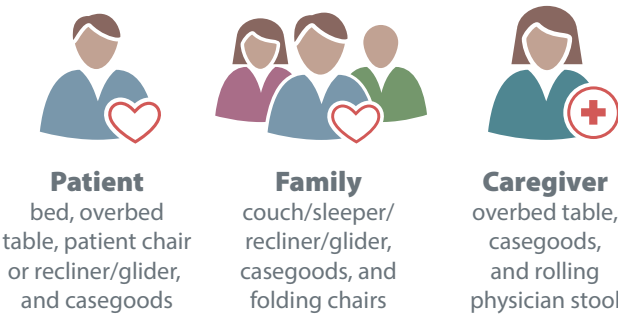 Patient
bed, overbed
table, patient chair
or recliner/glider,
and casegoods
Family
couch/sleeper/
recliner/glider,
casegoods, and
folding chairs
Caregiver
overbed table,
casegoods,
and rolling
physician stool